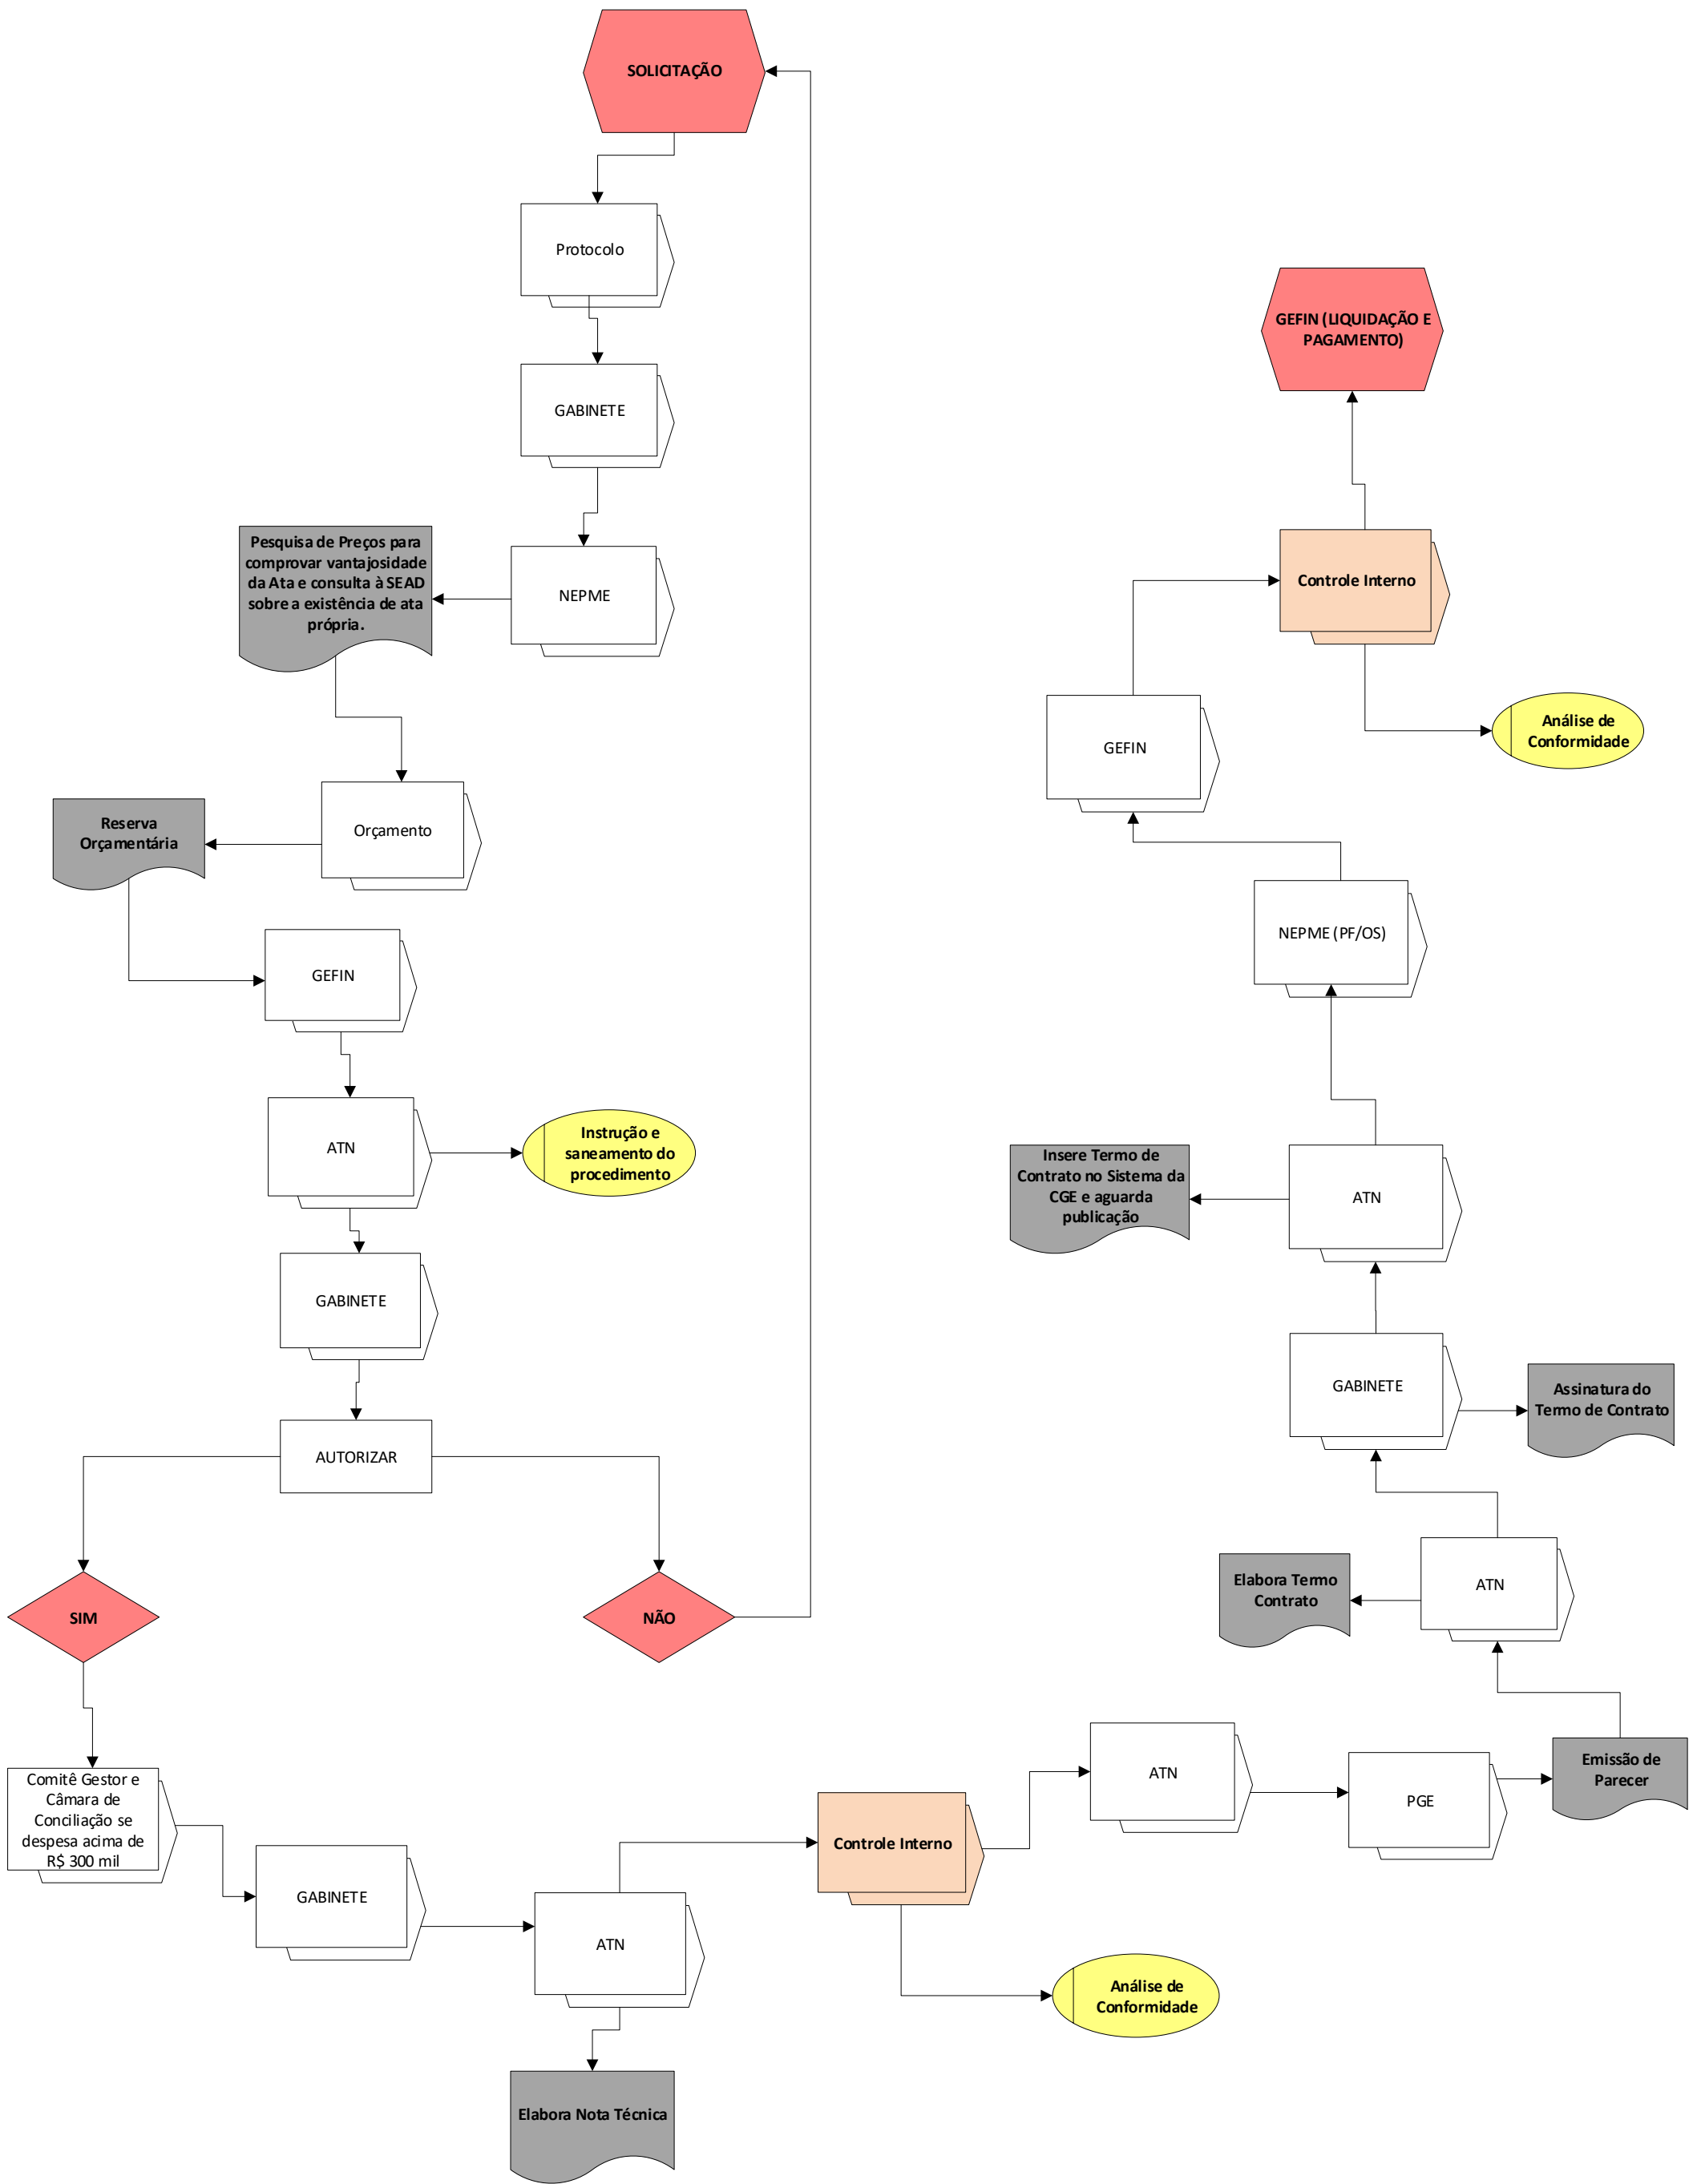 SOLICITAÇÃO
Protocolo
GABINETE
NEPME
Pesquisa de Preços para
comprovar vantajosidade
da Ata e consulta à SEAD
sobre a existência de ata
própria.
Orçamento
Reserva
Orçamentária
GEFIN
ATN
Instrução e
saneamento do
procedimento
GABINETE
AUTORIZAR
SIM
NÃO
Comitê Gestor e
Câmara de
Conciliação se
despesa acima de
R$ 300 mil
GABINETE
ATN
Elabora Nota Técnica
Controle Interno
Análise de
Conformidade
ATN
PGE
Emissão de
Parecer
ATN
Elabora Termo
Contrato
GABINETE
Assinatura do
Termo de Contrato
ATN
Insere Termo de
Contrato no Sistema da
CGE e aguarda
publicação
NEPME (PF/OS)
GEFIN
Controle Interno
Análise de
Conformidade
GEFIN (LIQUIDAÇÃO E
PAGAMENTO)